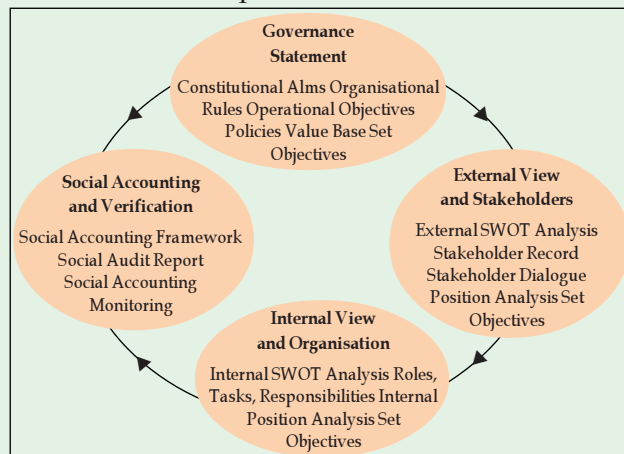 Governance
Statement
Constitutional Alms Organisational
Rules Operational Objectives
Policies Value Base Set
Objectives
External View
and Stakeholders
External SWOT Analysis
Stakeholder Record
Stakeholder Dialogue
Position Analysis Set
Objectives
Internal View
and Organisation
Internal SWOT Analysis Roles,
Tasks, Responsibilities Internal
Position Analysis Set
Objectives
Social Accounting
and Verification
Social Accounting Framework
Social Audit Report
Social Accounting
Monitoring